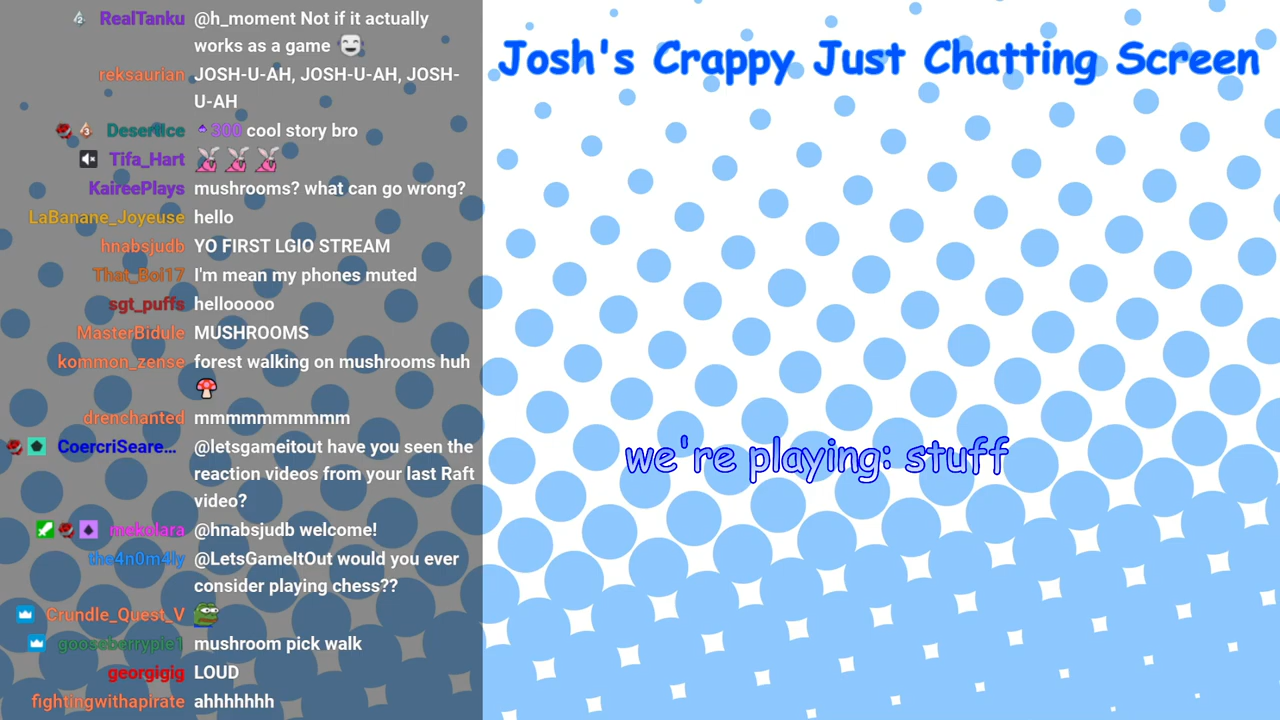 RealTanku @h_moment Not if it actually
works as a game
reksaurian JOSH-U-AH, JOSH-U-AH, JOSH-
U-AH
DesertIce 300 cool story bro
Tifa_Hart
KaireePlays mushrooms? what can go wrong?
LaBanane_Joyeuse hello
hnabsjudb YO FIRST LGIO STREAM
That_Boi17 I'm mean my phones muted
sgt_puffs hellooooo
MasterBidule MUSHROOMS
kommon_zense forest walking on mushrooms huh
drenchanted mmmmmmmmmm
CoercriSeare... @letsgameitout have you seen the
reaction videos from your last Raft
video?
mokolara @hnabsjudb welcome!
the4n0m4ly @LetsGameItOut would you ever
consider playing chess??
Crundle_Quest_V
gooseberrypie1 mushroom pick walk
georgigig LOUD
fightingwithapirate ahhhhhhh
Josh's Crappy Just Chatting Screen
we're playing: stuff